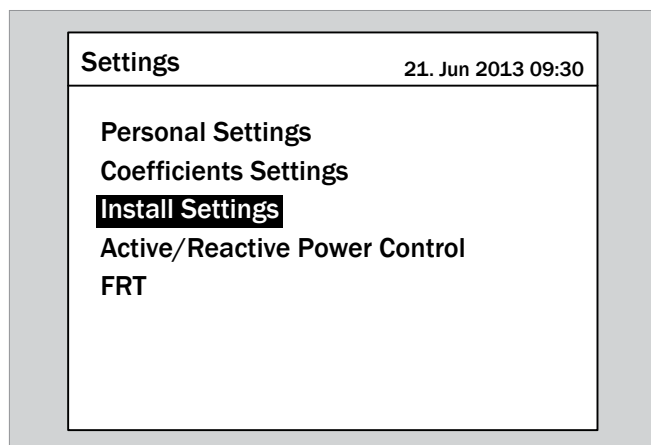 Settings
21. Jun 2013 09:30
Personal Settings
Coefficients Settings
Install Settings
Active/Reactive Power Control
FRT